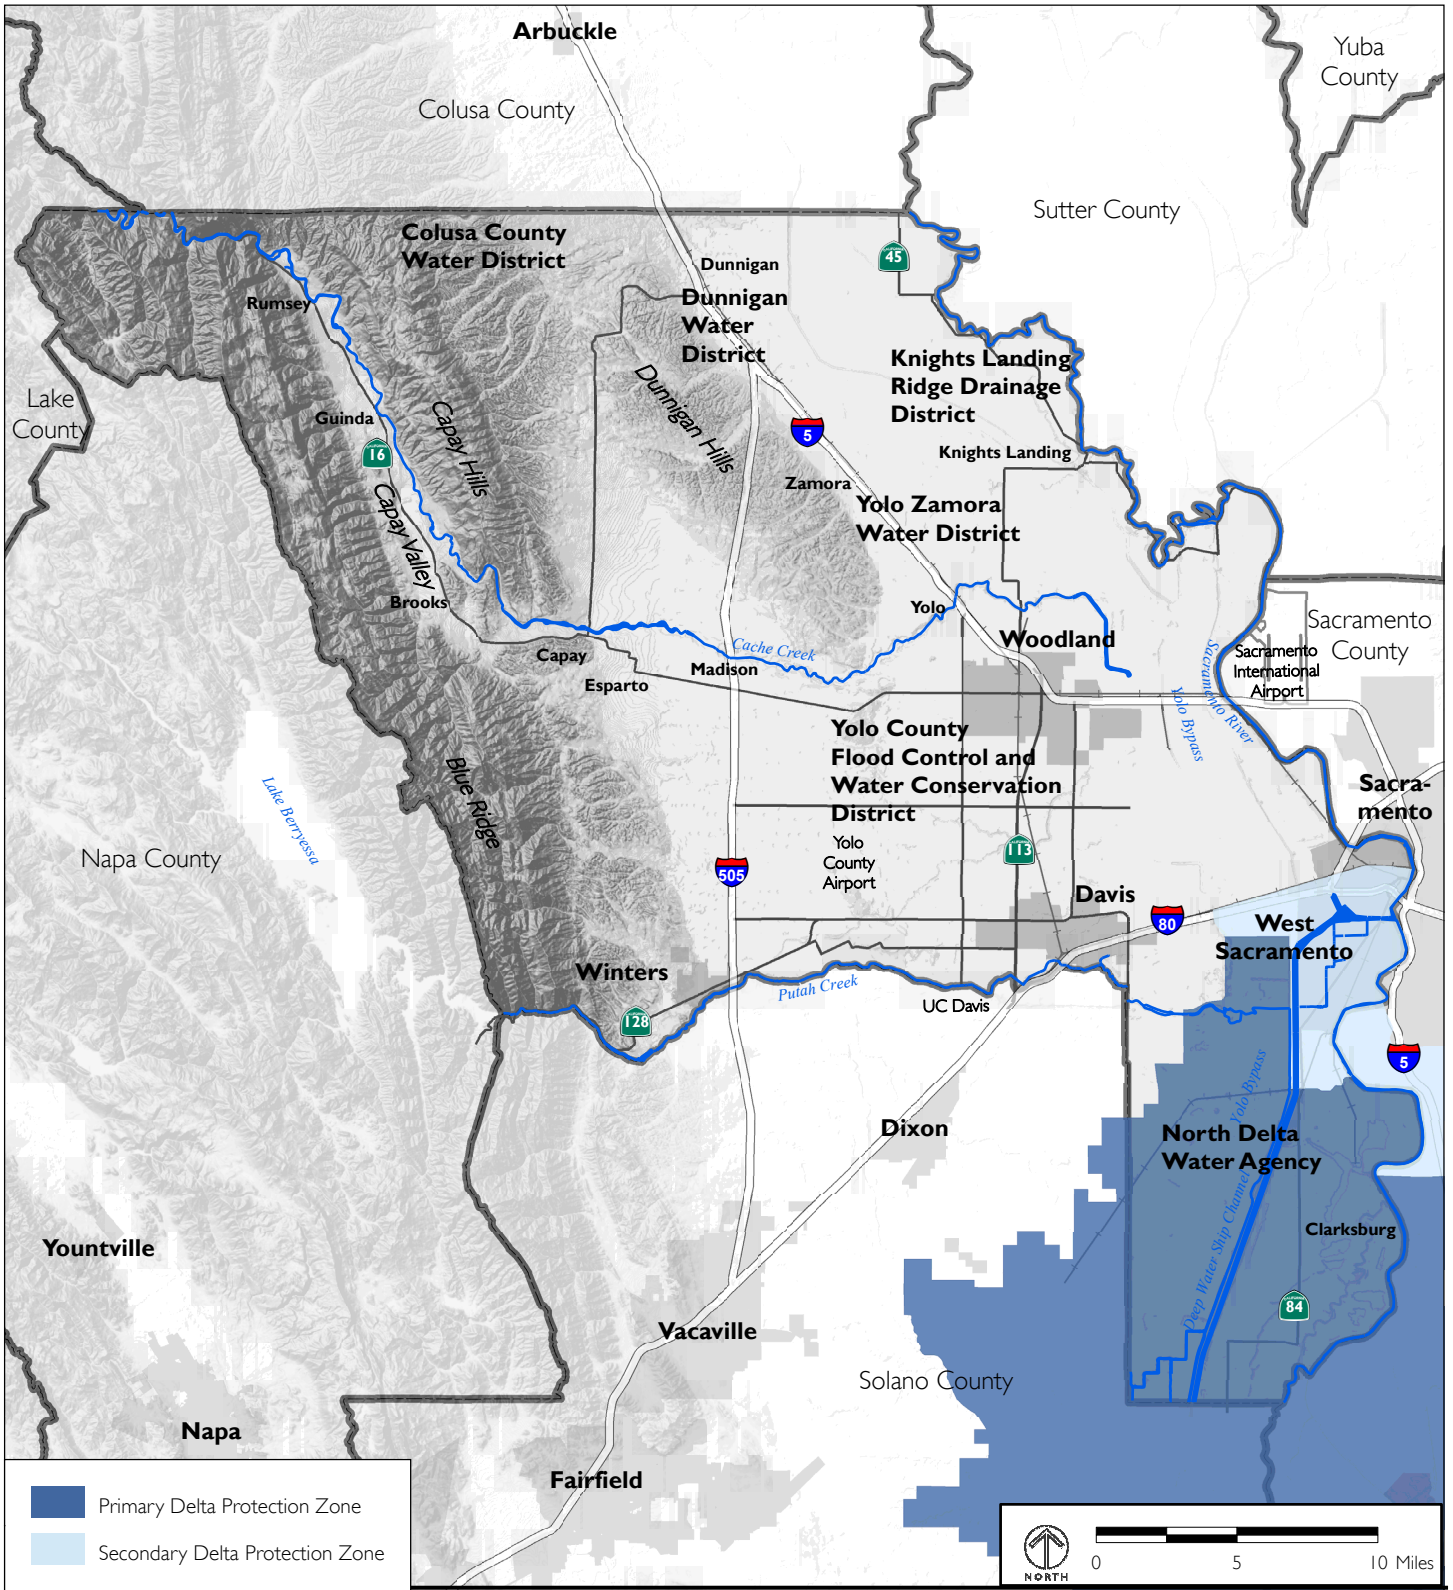 Arbuckle
Yuba
County
Colusa County
Sutter County
Colusa County
Water District
CALIFORNIA
45
Dunnigan
Rumsey
Dunnigan
Water
District
Knights Landing
Ridge Drainage
District
Dunnigan Hills
Lake
County
Guinda
Capay Hills
CALIFORNIA
16
5
Knights Landing
Zamora
Capay Valley
Yolo Zamora
Water District
Brooks
Yolo
Woodland
Sacramento
County
Cache Creek
Capay
Madison
Esparto
Sacramento
International
Airport
Sacramento River
Yolo Bypass
Yolo County
Flood Control and
Water Conservation
District
Blue Ridge
Lake Berryessa
Sacra-
mento
Napa County
Yolo
County
Airport
CALIFORNIA
113
505
Davis
80
West
Sacramento
Winters
Putah Creek
UC Davis
CALIFORNIA
128
5
Yolo Bypass
Dixon
North Delta
Water Agency
Deep Water Ship Channel
Clarksburg
Yountville
CALIFORNIA
84
Vacaville
Solano County
Napa
Fairfield
Primary Delta Protection Zone
Secondary Delta Protection Zone
NORTH
0 5 10 Miles